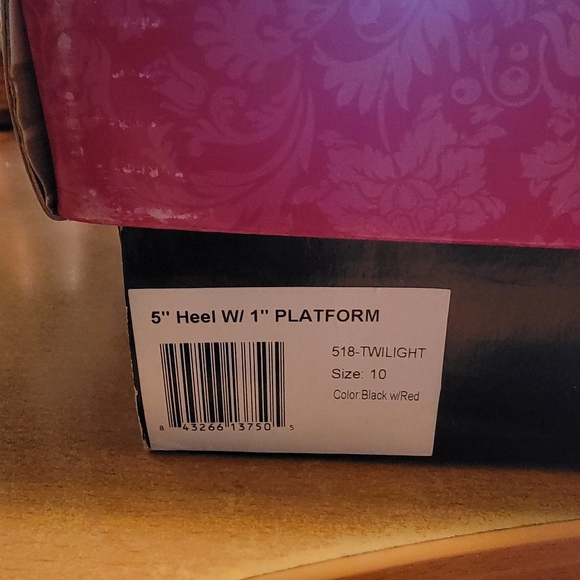 5" Heel W/ 1" PLATFORM
518-TWILIGHT
Size: 10
Color:Black w/Red
8 43266 13750 5